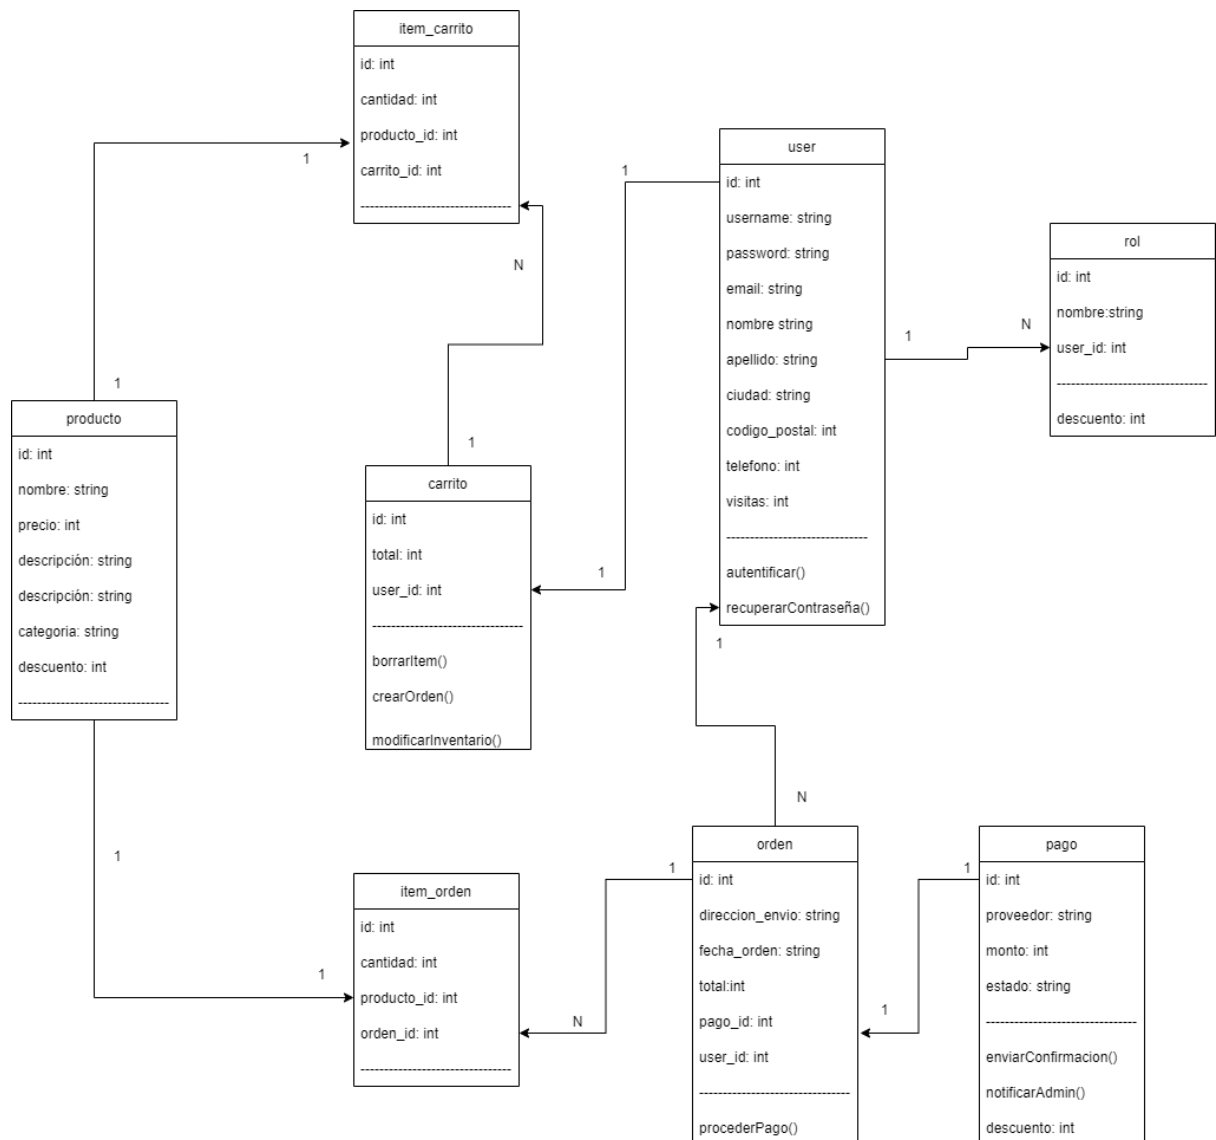 item_carrito
id: int
cantidad: int
producto_id: int
carrito_id: int
--------------------------------
1
N
1
producto
id: int
nombre: string
precio: int
descripción: string
descripción: string
categoria: string
descuento: int
--------------------------------
1
carrito
id: int
total: int
user_id: int
--------------------------------
borrarItem()
crearOrden()
modificarInventario()
1
1
user
id: int
username: string
password: string
email: string
nombre string
apellido: string
ciudad: string
codigo_postal: int
telefono: int
visitas: int
------------------------------
autentificar()
recuperarContraseña()
1
N
rol
id: int
nombre:string
user_id: int
--------------------------------
descuento: int
1
N
1
1
item_orden
id: int
cantidad: int
producto_id: int
orden_id: int
--------------------------------
N
1
orden
id: int
direccion_envio: string
fecha_orden: string
total:int
pago_id: int
user_id: int
--------------------------------
procederPago()
1
1
pago
id: int
proveedor: string
monto: int
estado: string
--------------------------------
enviarConfirmacion()
notificarAdmin()
descuento: int